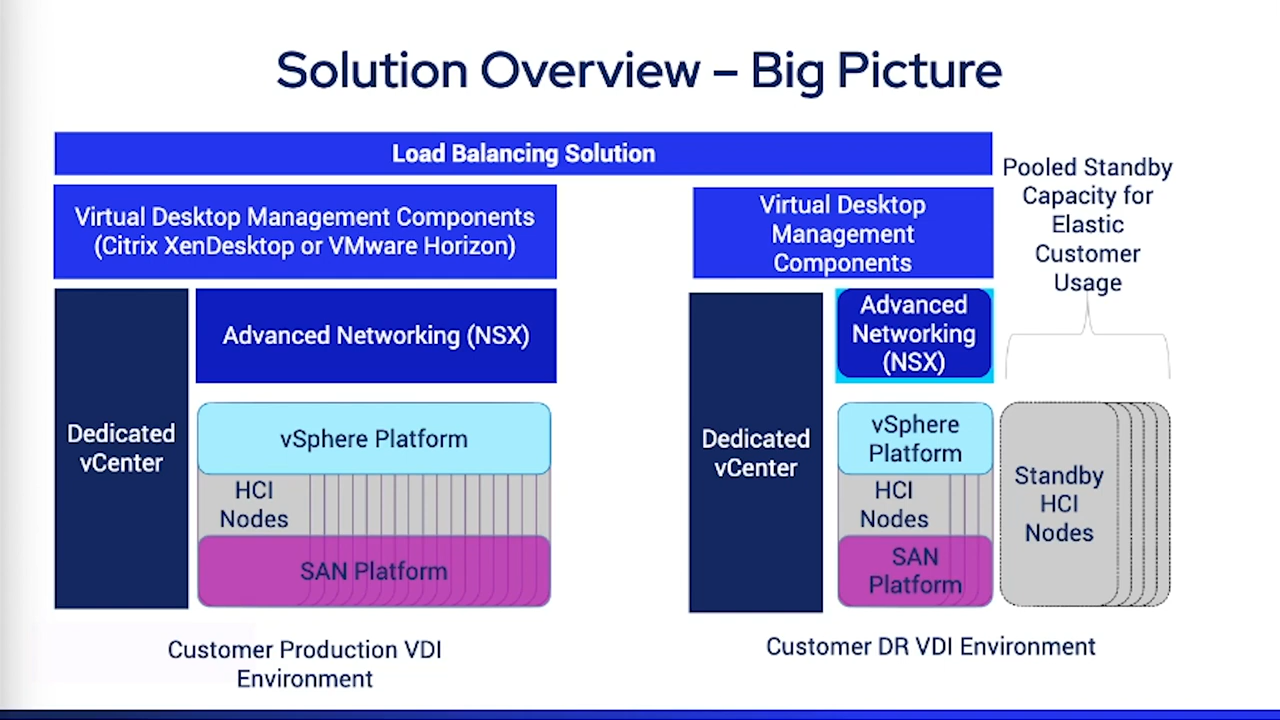 Solution Overview – Big Picture
Load Balancing Solution
Pooled Standby
Capacity for
Elastic
Customer
Usage
Virtual Desktop Management Components
(Citrix XenDesktop or VMware Horizon)
Virtual Desktop
Management
Components
Dedicated
vCenter
Advanced Networking (NSX)
vSphere Platform
HCI
Nodes
SAN Platform
Dedicated
vCenter
Advanced
Networking
(NSX)
vSphere
Platform
HCI
Nodes
SAN
Platform
Standby
HCI
Nodes
Customer Production VDI
Environment
Customer DR VDI Environment